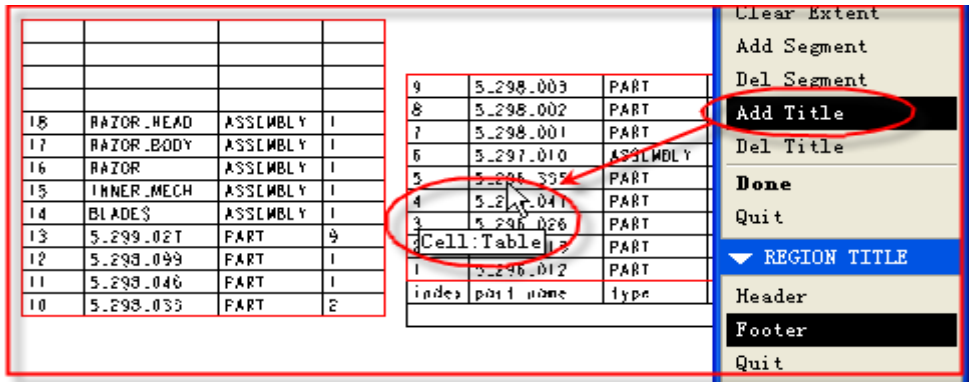 18 RAZOR_HEAD ASSEMBLY 1
17 RAZOR_BODY ASSEMBLY 1
16 RAZOR ASSEMBLY 1
15 INNER_MECH ASSEMBLY 1
14 BLADES ASSEMBLY 1
13 5_299_027 PART 9
12 5_298_099 PART 1
11 5_298_046 PART 1
10 5_298_033 PART 2
9 5_298_003 PART
8 5_298_002 PART
7 5_298_001 PART
6 5_297_010 ASSEMBLY
5 PART
4 PART
3 5_296_026 PART
Cell:Table PART
1 5_296_012 PART
index part name type
Clear Extent
Add Segment
Del Segment
Add Title
Del Title
Done
Quit
REGION TITLE
Header
Footer
Quit